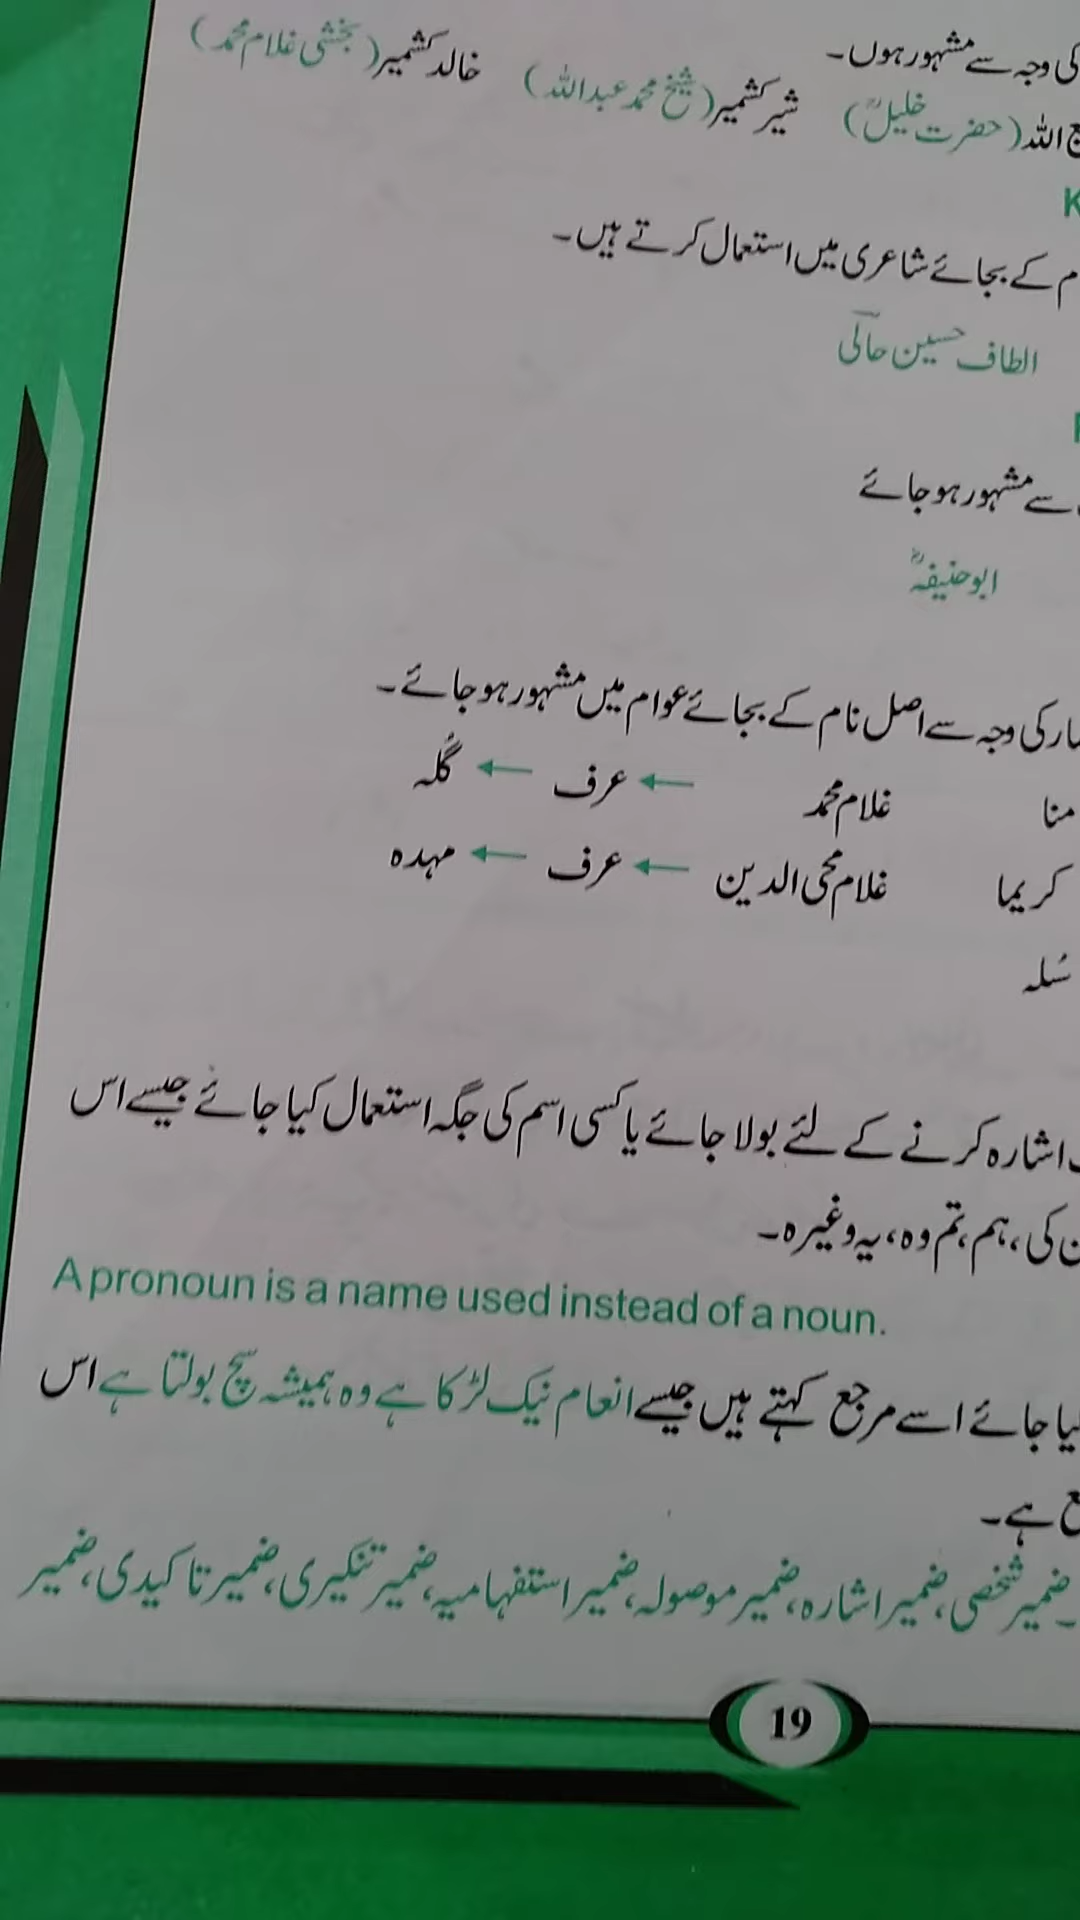 کی وجہ سے مشہور ہوں۔
اللہ (حضرت خلیلؑ) شیر کشمیر (شیخ محمد عبداللہ) خالد کشمیر (بخشی غلام محمد)
K
کے بجائے شاعری میں استعمال کرتے ہیں۔
الطاف حسین حالی
سے مشہور ہو جائے
ابو حنیفہؒ
کی وجہ سے اصل نام کے بجائے عوام میں مشہور ہو جائے۔
منا غلام محمد ← عرف ← گُلہ
کریما غلام محی الدین ← عرف ← مہدہ
سُلہ
اشارہ کرنے کے لئے بولا جائے یا کسی اسم کی جگہ استعمال کیا جائے جیسے اس
کی، ہم، تم وہ، یہ وغیرہ۔
A pronoun is a name used instead of a noun.
جائے اسے مرجع کہتے ہیں جیسے انعام نیک لڑکا ہے وہ ہمیشہ سچ بولتا ہے اس
ہے۔
۔ ضمیر شخصی، ضمیر اشارہ، ضمیر موصولہ، ضمیر استفہامیہ، ضمیر تنکیری، ضمیر تاکیدی، ضمیر
19